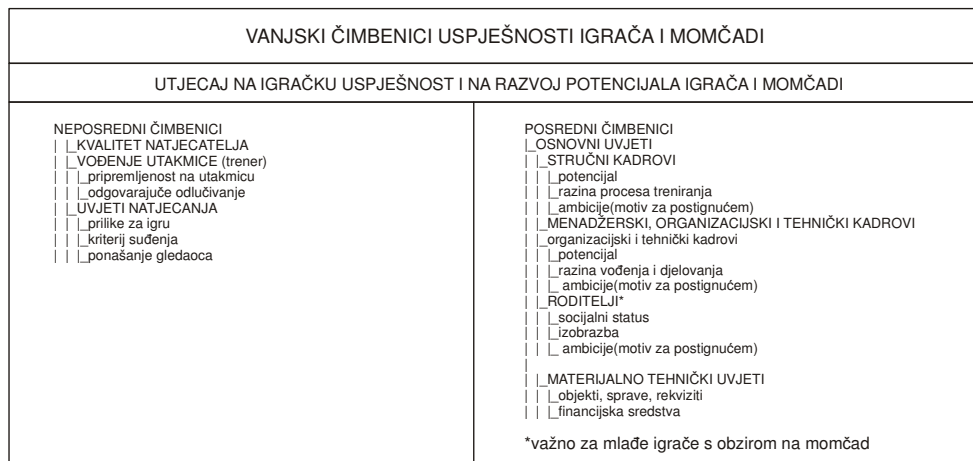 VANJSKI ČIMBENICI USPJEŠNOSTI IGRAČA I MOMČADI
UTJECAJ NA IGRAČKU USPJEŠNOST I NA RAZVOJ POTENCIJALA IGRAČA I MOMČADI
NEPOSREDNI ČIMBENICI
| |_KVALITET NATJECATELJA
| |_VOĐENJE UTAKMICE (trener)
| | |_pripremljenost na utakmicu
| | |_odgovarajuče odlučivanje
| |_UVJETI NATJECANJA
| | |_prilike za igru
| | |_kriterij suđenja
| | |_ponašanje gledaoca
POSREDNI ČIMBENICI
|_OSNOVNI UVJETI
| |_STRUČNI KADROVI
| | |_potencijal
| | |_razina procesa treniranja
| | |_ambicije(motiv za postignućem)
| |_MENADŽERSKI, ORGANIZACIJSKI I TEHNIČKI KADROVI
| |_organizacijski i tehnički kadrovi
| | |_potencijal
| | |_razina vođenja i djelovanja
| | |_ ambicije(motiv za postignućem)
| |_RODITELJI*
| | |_socijalni status
| | |_izobrazba
| | |_ ambicije(motiv za postignućem)
|
| |_MATERIJALNO TEHNIČKI UVJETI
| | |_objekti, sprave, rekviziti
| | |_financijska sredstva
*važno za mlađe igrače s obzirom na momčad